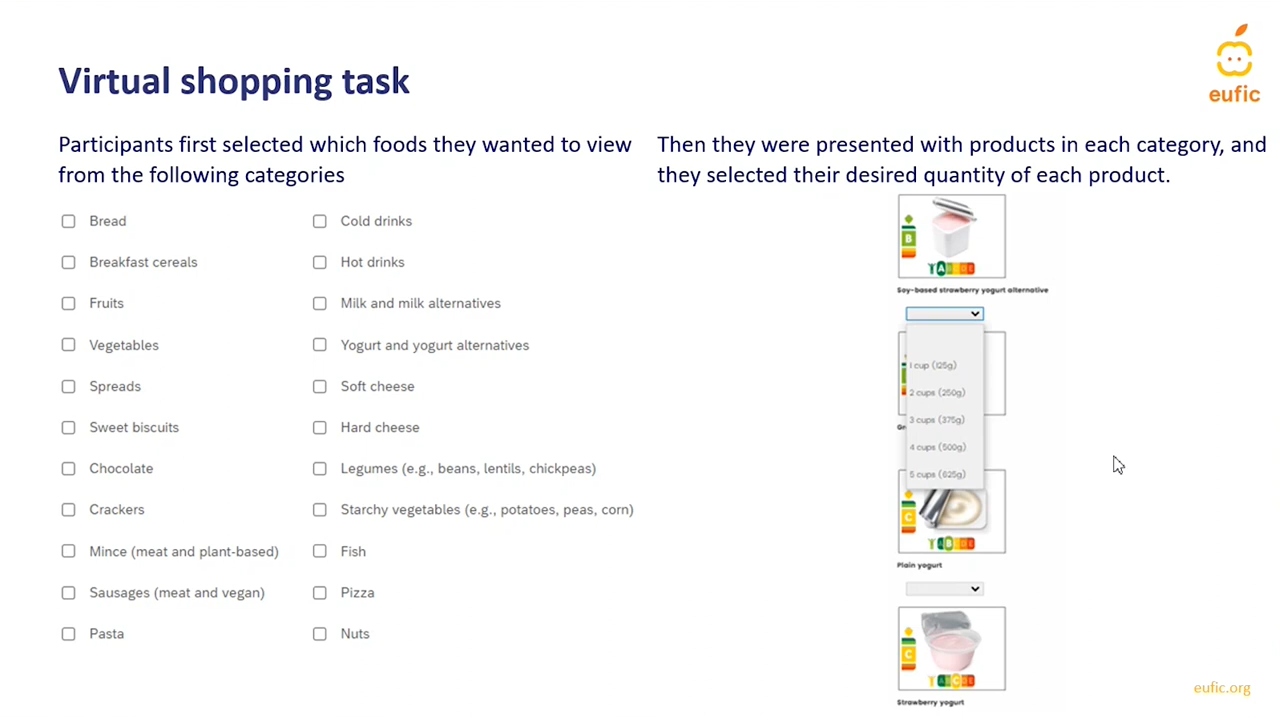 eufic
Virtual shopping task
Participants first selected which foods they wanted to view
from the following categories
Bread
Breakfast cereals
Fruits
Vegetables
Spreads
Sweet biscuits
Chocolate
Crackers
Mince (meat and plant-based)
Sausages (meat and vegan)
Pasta
Cold drinks
Hot drinks
Milk and milk alternatives
Yogurt and yogurt alternatives
Soft cheese
Hard cheese
Legumes (e.g., beans, lentils, chickpeas)
Starchy vegetables (e.g., potatoes, peas, corn)
Fish
Pizza
Nuts
Then they were presented with products in each category, and
they selected their desired quantity of each product.
B
A
Soy-based strawberry yogurt alternative
1 cup (125g)
2 cups (250g)
3 cups (375g)
4 cups (500g)
5 cups (625g)
C
B
Plain yogurt
C
C
Strawberry yogurt
eufic.org